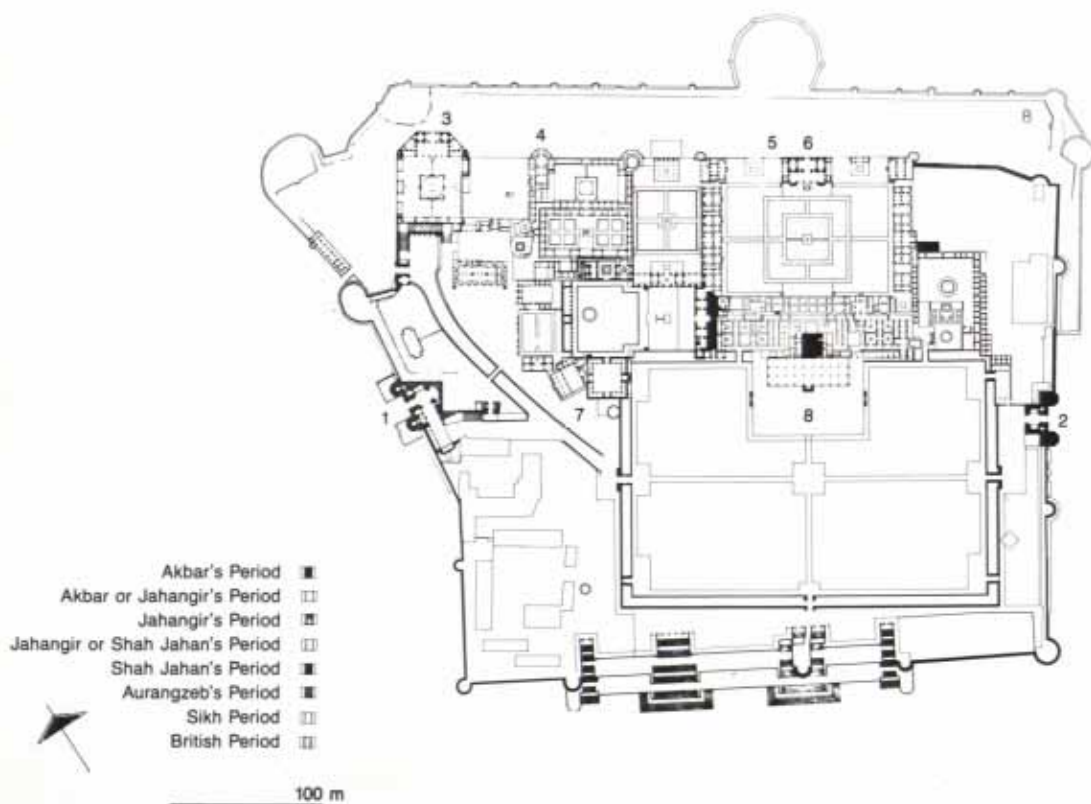 3
4
5
6
1
7
8
2
Akbar's Period
Akbar or Jahangir's Period
Jahangir's Period
Jahangir or Shah Jahan's Period
Shah Jahan's Period
Aurangzeb's Period
Sikh Period
British Period
100 m